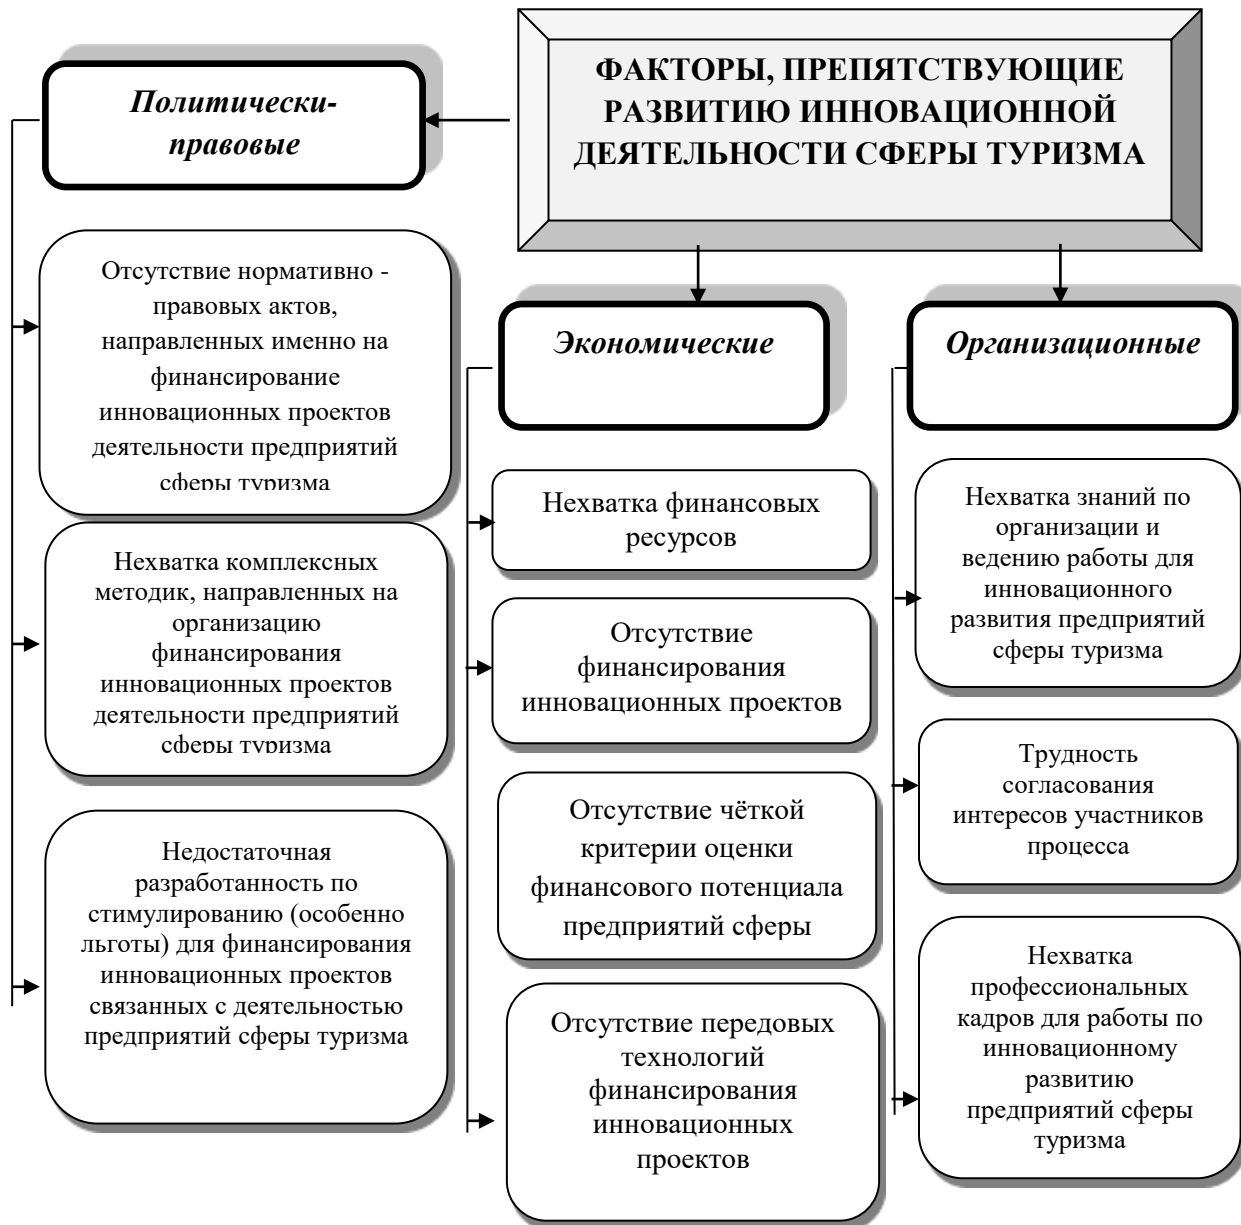 ФАКТОРЫ, ПРЕПЯТСТВУЮЩИЕ
РАЗВИТИЮ ИННОВАЦИОННОЙ
ДЕЯТЕЛЬНОСТИ СФЕРЫ ТУРИЗМА
Политически-
правовые
Отсутствие нормативно -
правовых актов,
направленных именно на
финансирование
инновационных проектов
деятельности предприятий
сферы туризма
Нехватка комплексных
методик, направленных на
организацию
финансирования
инновационных проектов
деятельности предприятий
сферы туризма
Недостаточная
разработанность по
стимулированию (особенно
льготы) для финансирования
инновационных проектов
связанных с деятельностью
предприятий сферы туризма
Экономические
Нехватка финансовых
ресурсов
Отсутствие
финансирования
инновационных проектов
Отсутствие чёткой
критерии оценки
финансового потенциала
предприятий сферы
Отсутствие передовых
технологий
финансирования
инновационных
проектов
Организационные
Нехватка знаний по
организации и
ведению работы для
инновационного
развития предприятий
сферы туризма
Трудность
согласования
интересов участников
процесса
Нехватка
профессиональных
кадров для работы по
инновационному
развитию
предприятий сферы
туризма